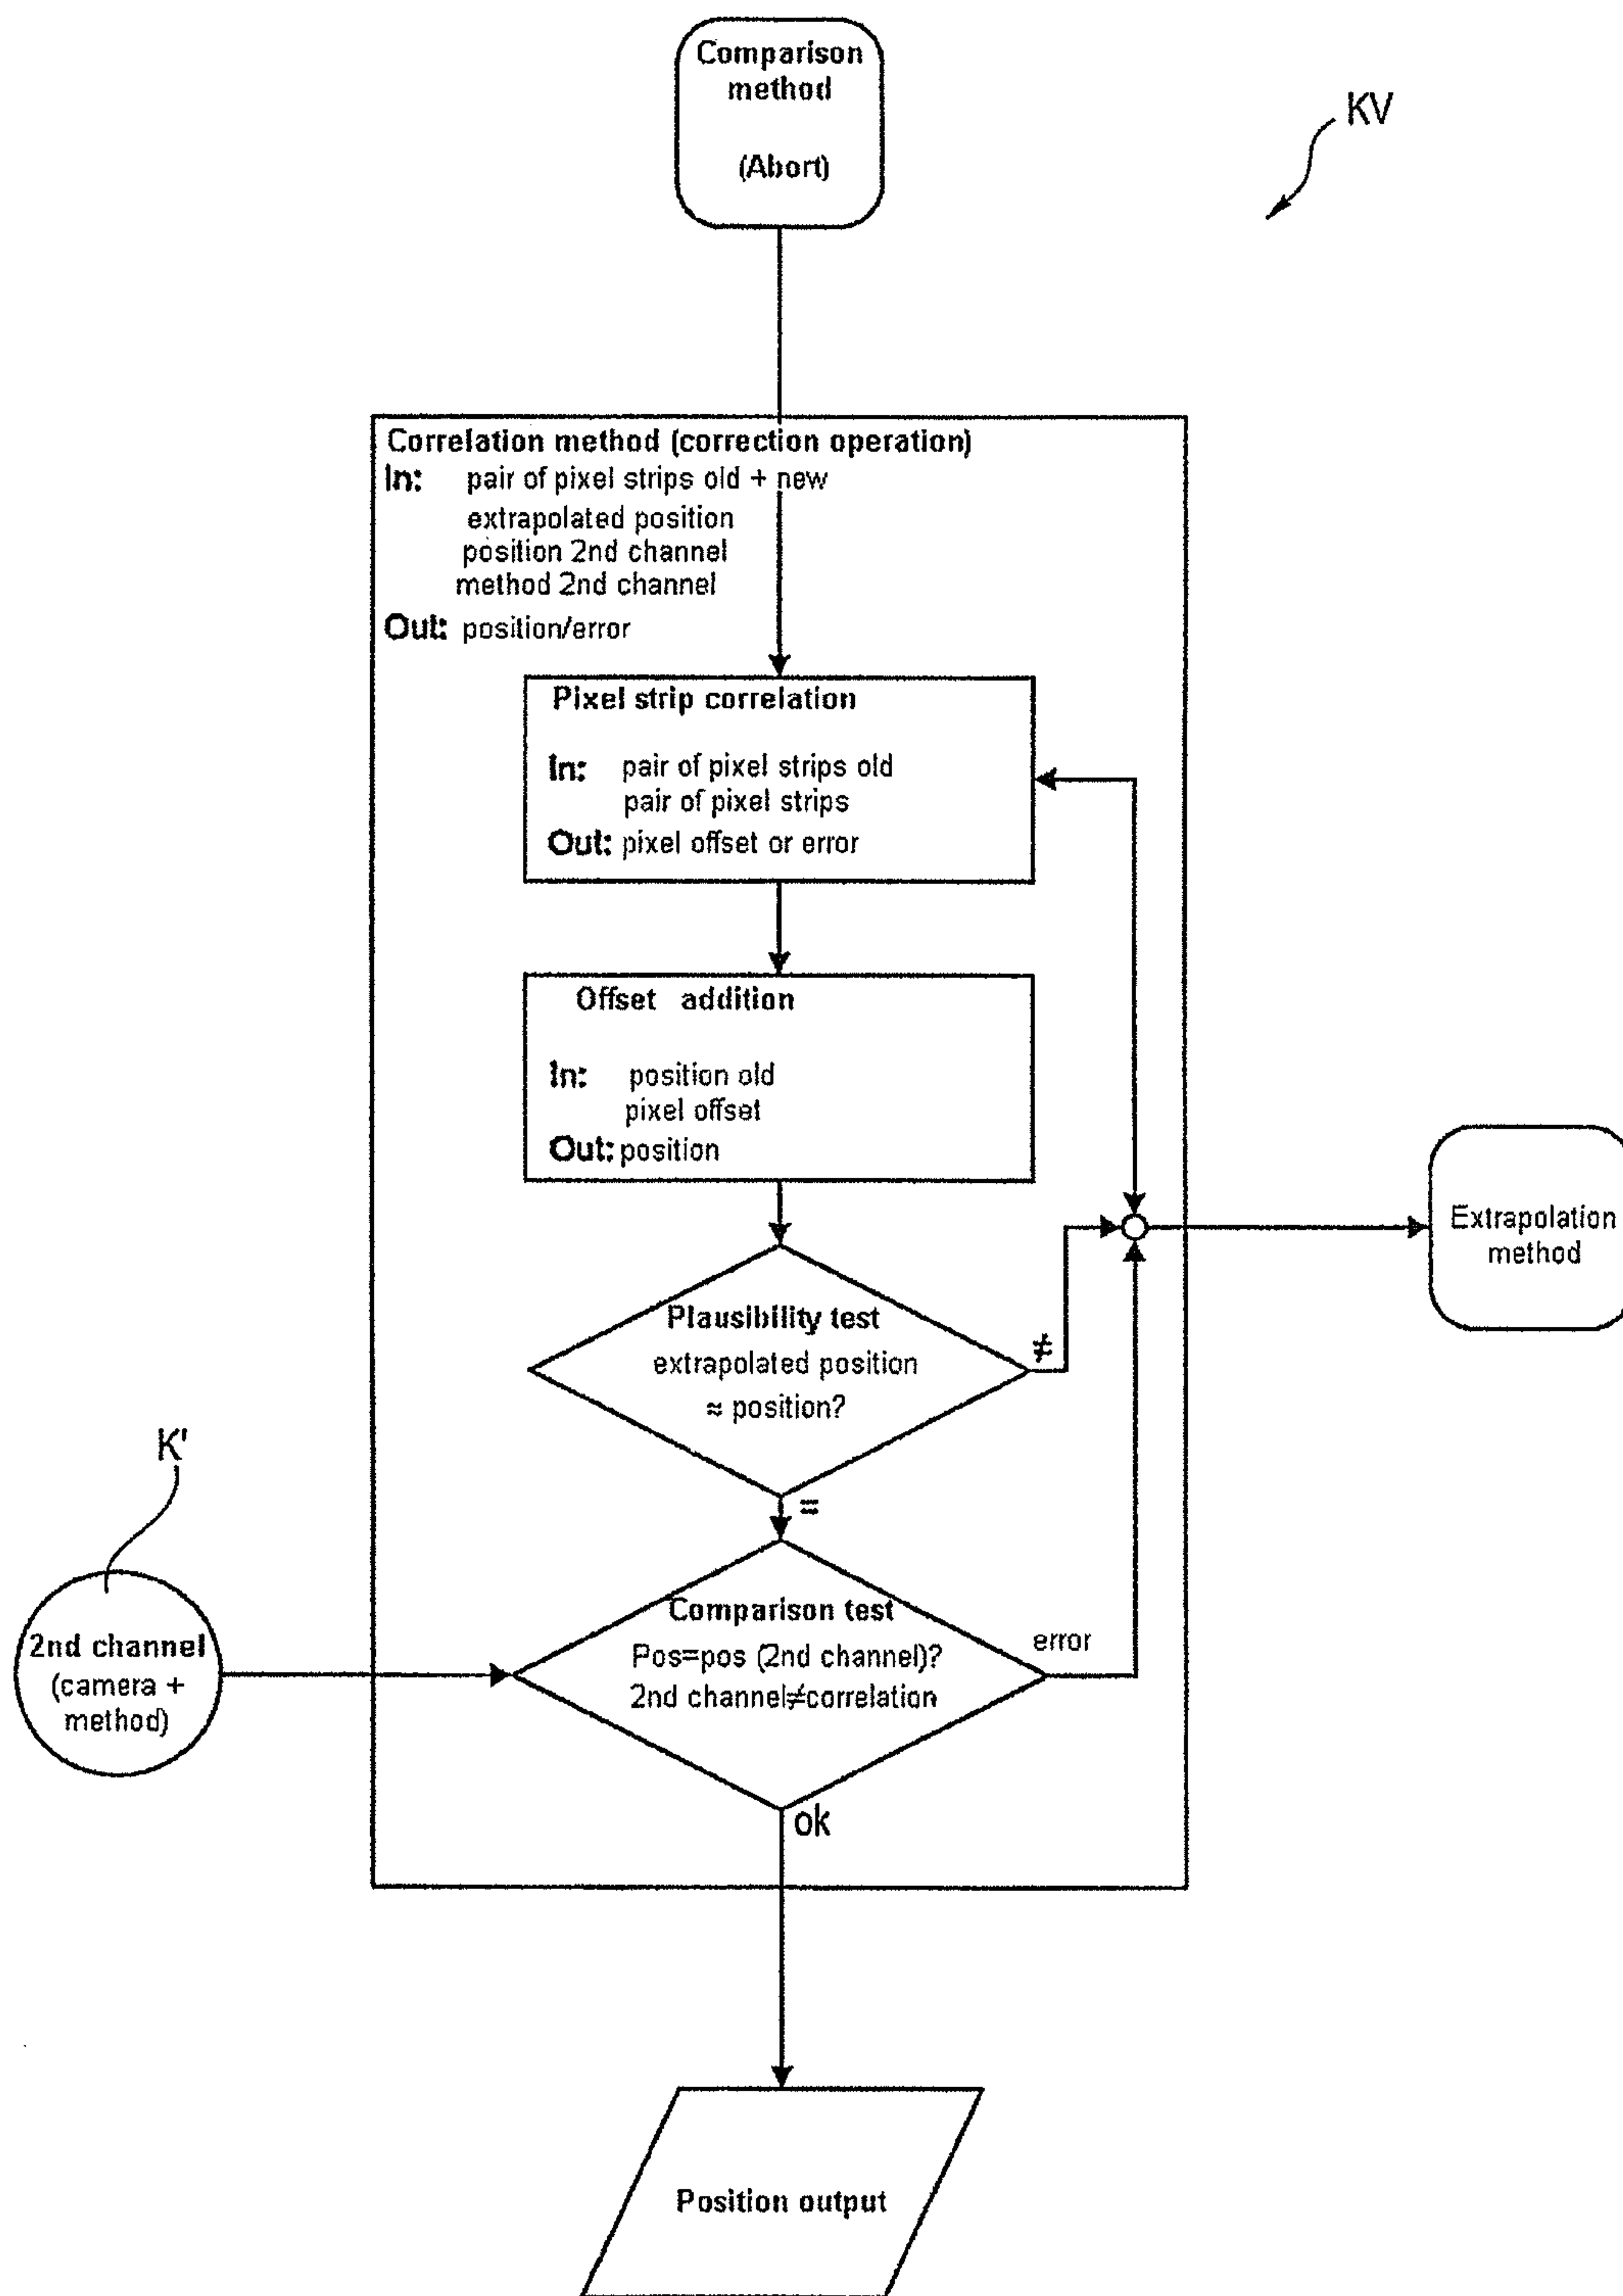 Comparison
method
(Abort)
KV
Correlation method (correction operation)
In: pair of pixel strips old + new
extrapolated position
position 2nd channel
method 2nd channel
Out: position/error
Pixel strip correlation
In: pair of pixel strips old
pair of pixel strips
Out: pixel offset or error
Offset addition
In: position old
pixel offset
Out: position
Extrapolation
method
Plausibility test
extrapolated position
≈ position?
≠
=
K'
2nd channel
(camera +
method)
Comparison test
Pos=pos (2nd channel)?
2nd channel≠correlation
error
ok
Position output